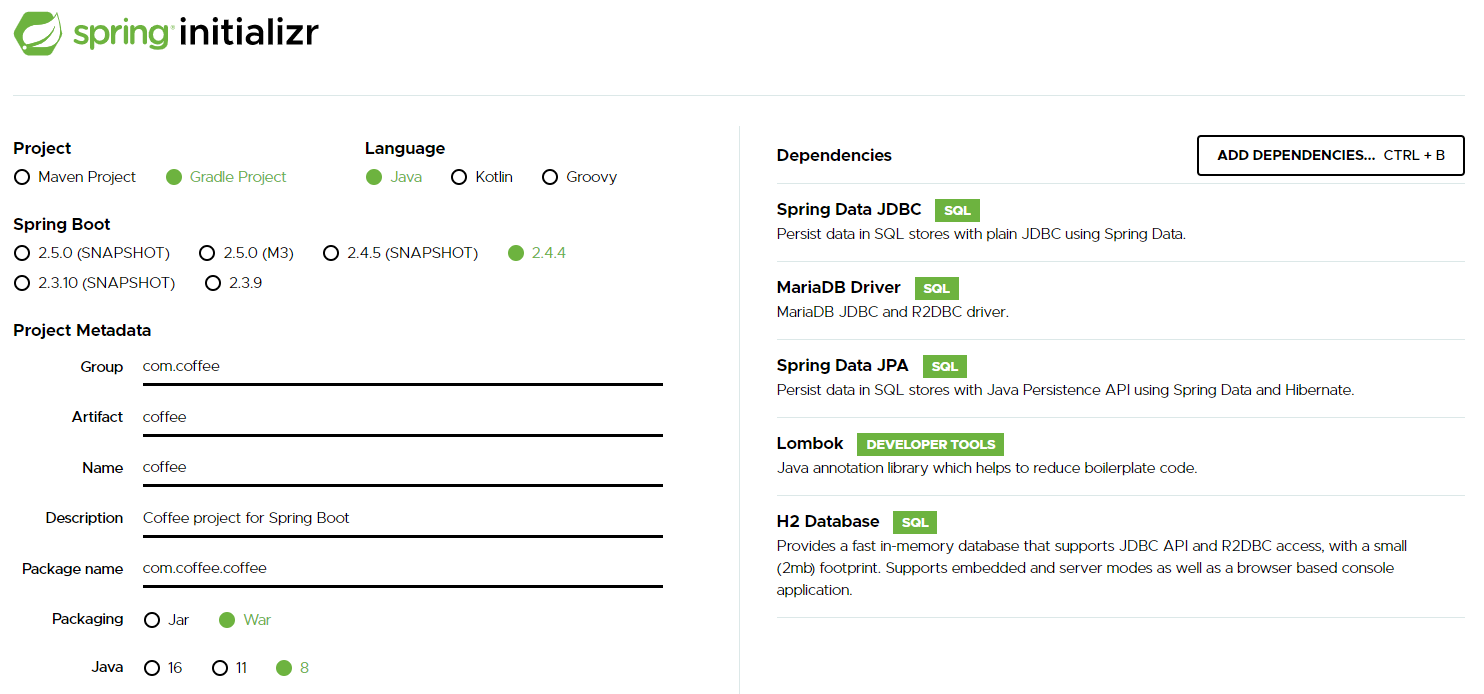 spring initializr
Project
Maven Project Gradle Project
Language
Java Kotlin Groovy
Spring Boot
2.5.0 (SNAPSHOT) 2.5.0 (M3) 2.4.5 (SNAPSHOT) 2.4.4
2.3.10 (SNAPSHOT) 2.3.9
Project Metadata
Group com.coffee
Artifact coffee
Name coffee
Description Coffee project for Spring Boot
Package name com.coffee.coffee
Packaging Jar War
Java 16 11 8
Dependencies
ADD DEPENDENCIES... CTRL + B
Spring Data JDBC SQL
Persist data in SQL stores with plain JDBC using Spring Data.
MariaDB Driver SQL
MariaDB JDBC and R2DBC driver.
Spring Data JPA SQL
Persist data in SQL stores with Java Persistence API using Spring Data and Hibernate.
Lombok DEVELOPER TOOLS
Java annotation library which helps to reduce boilerplate code.
H2 Database SQL
Provides a fast in-memory database that supports JDBC API and R2DBC access, with a small
(2mb) footprint. Supports embedded and server modes as well as a browser based console
application.